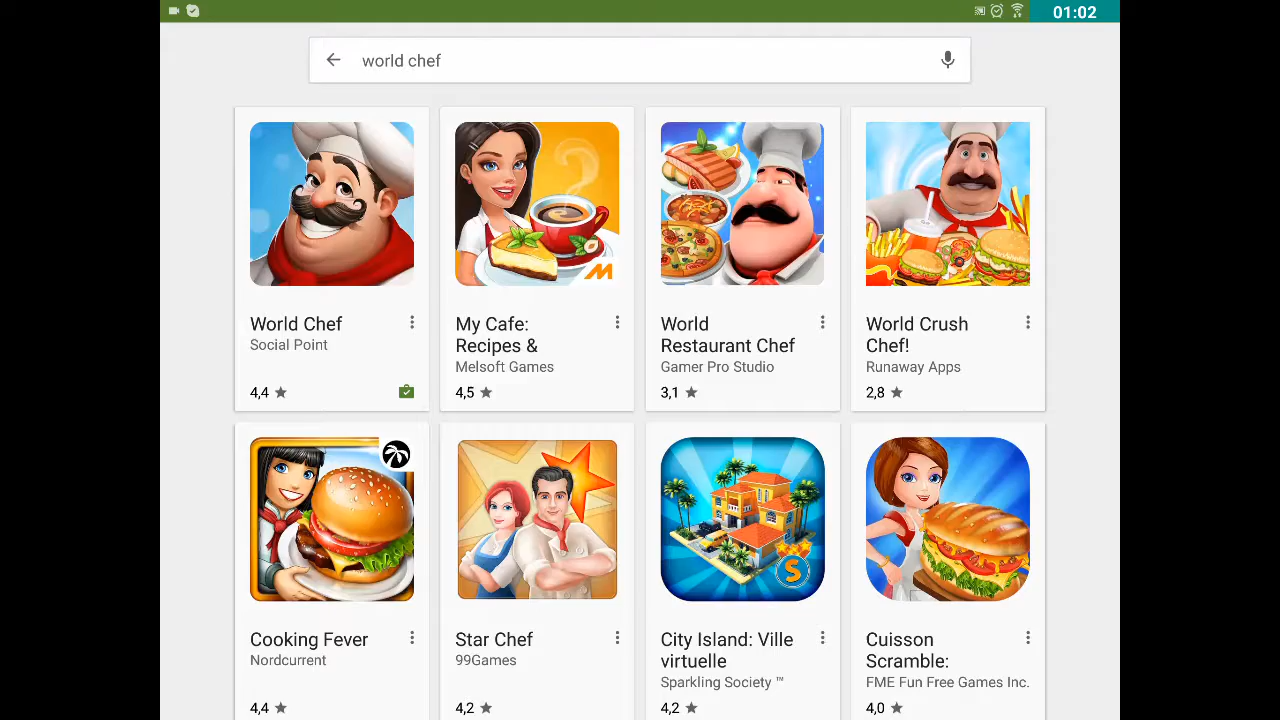 01:02
world chef
World Chef
Social Point
4,4
My Cafe:
Recipes &
Melsoft Games
4,5
World
Restaurant Chef
Gamer Pro Studio
3,1
World Crush
Chef!
Runaway Apps
2,8
Cooking Fever
Nordcurrent
4,4
Star Chef
99Games
4,2
City Island: Ville
virtuelle
Sparkling Society ™
4,2
Cuisson
Scramble:
FME Fun Free Games Inc.
4,0